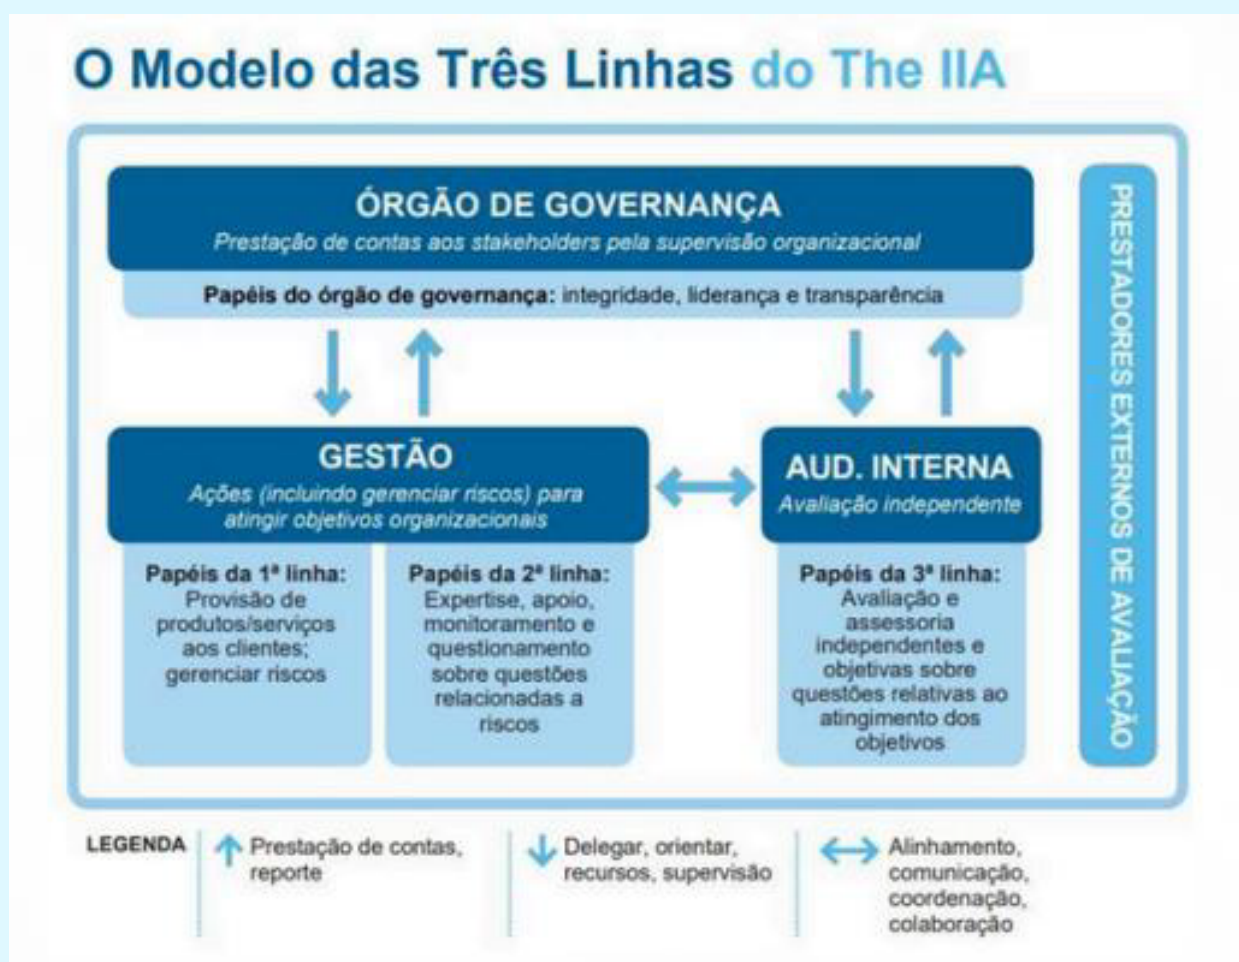 O Modelo das Três Linhas do The IIA
ÓRGÃO DE GOVERNANÇA
Prestação de contas aos stakeholders pela supervisão organizacional
Papéis do órgão de governança: integridade, liderança e transparência
GESTÃO
Ações (incluindo gerenciar riscos) para
atingir objetivos organizacionais
Papéis da 1ª linha:
Provisão de
produtos/serviços
aos clientes;
gerenciar riscos
Papéis da 2ª linha:
Expertise, apoio,
monitoramento e
questionamento
sobre questões
relacionadas a
riscos
AUD. INTERNA
Avaliação independente
Papéis da 3ª linha:
Avaliação e
assessoria
independentes e
objetivas sobre
questões relativas ao
atingimento dos
objetivos
PRESTADORES EXTERNOS DE AVALIAÇÃO
LEGENDA
Prestação de contas,
reporte
Delegar, orientar,
recursos, supervisão
Alinhamento,
comunicação,
coordenação,
colaboração